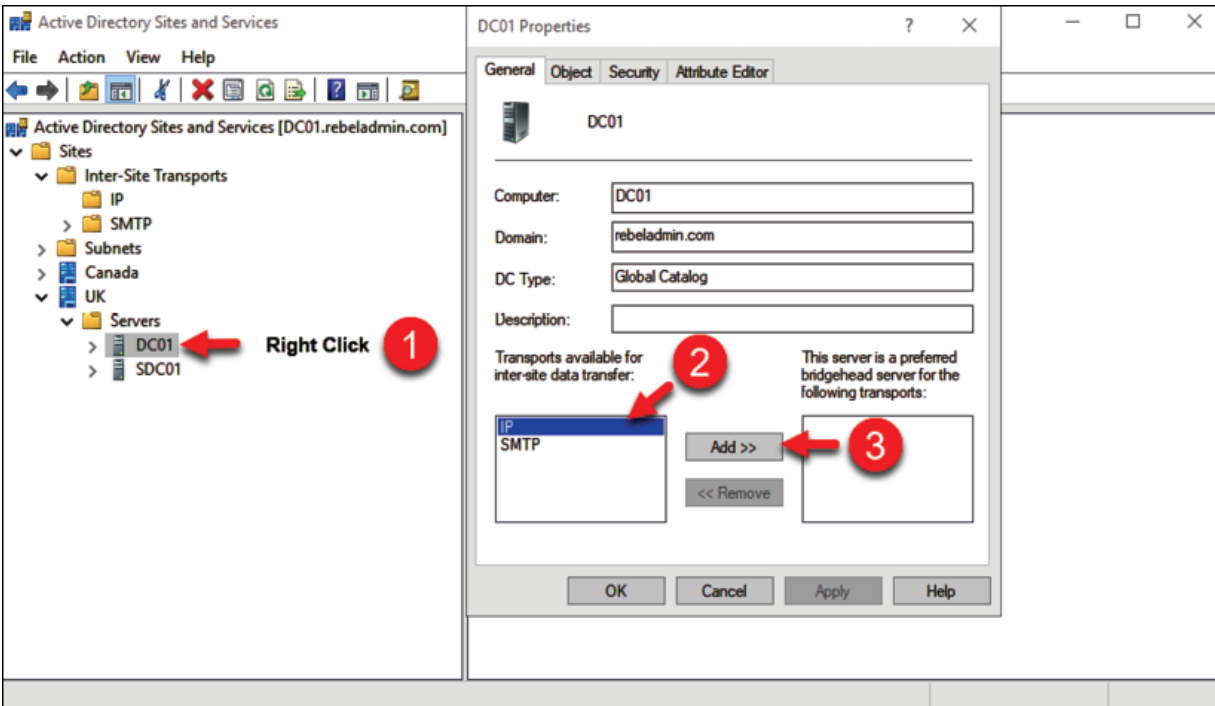 Active Directory Sites and Services
File Action View Help
Active Directory Sites and Services [DC01.rebeladmin.com]
Sites
Inter-Site Transports
IP
SMTP
Subnets
Canada
UK
Servers
DC01
Right Click
1
SDC01
DC01 Properties
?
General Object Security Attribute Editor
DC01
Computer: DC01
Domain: rebeladmin.com
DC Type: Global Catalog
Description:
Transports available for
inter-site data transfer:
2
This server is a preferred
bridgehead server for the
following transports:
IP
SMTP
Add >>
3
<< Remove
OK Cancel Apply Help